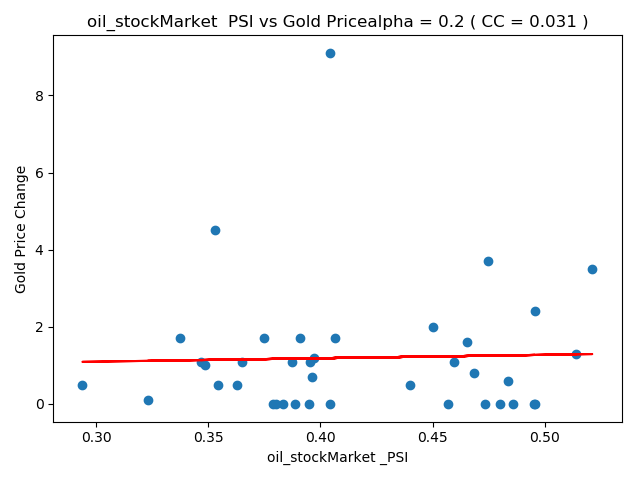 oil_stockMarket  PSI vs Gold Pricealpha = 0.2 ( CC = 0.031 )
Gold Price Change
8
6
4
2
0
0.30 0.35 0.40 0.45 0.50
oil_stockMarket _PSI